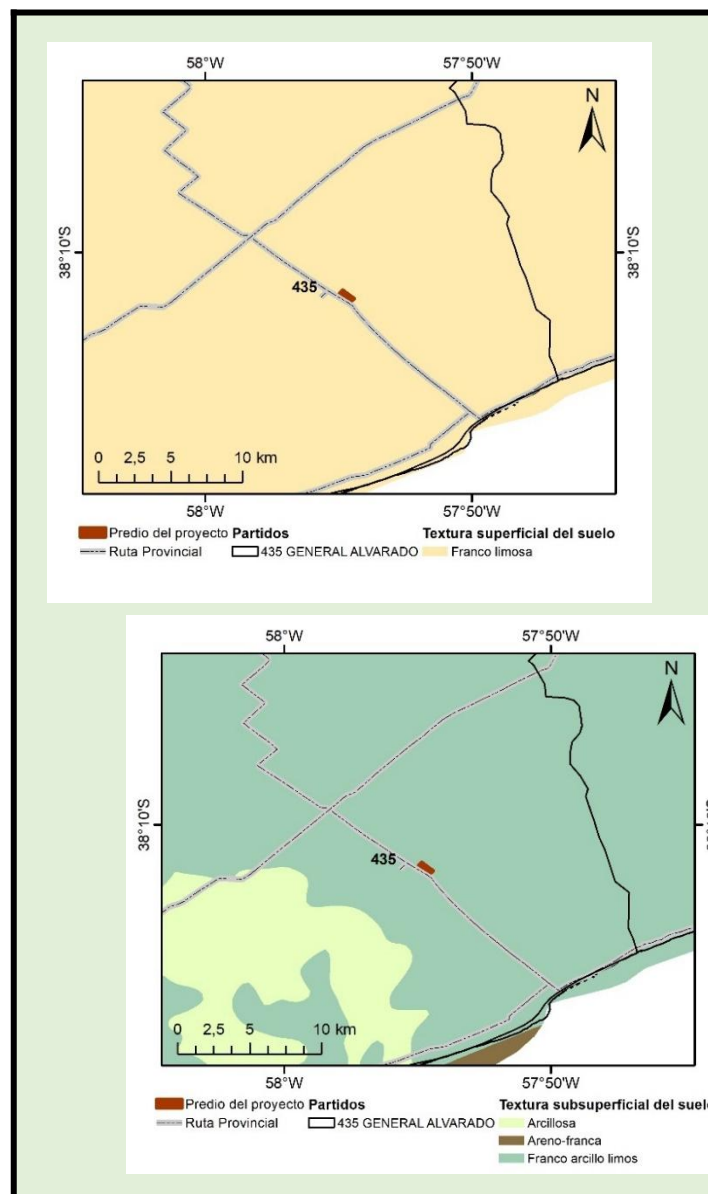 58°W 57°50'W
N
38°10'S 38°10'S
435
0 2,5 5 10 km
58°W 57°50'W
Predio del proyecto Partidos Textura superficial del suelo
Ruta Provincial 435 GENERAL ALVARADO Franco limosa
58°W 57°50'W
N
38°10'S
435
0 2,5 5 10 km
58°W 57°50'W
Predio del proyecto Partidos Textura subsuperficial del suelo
Ruta Provincial 435 GENERAL ALVARADO Arcillosa
Areno-franca
Franco arcillo limos